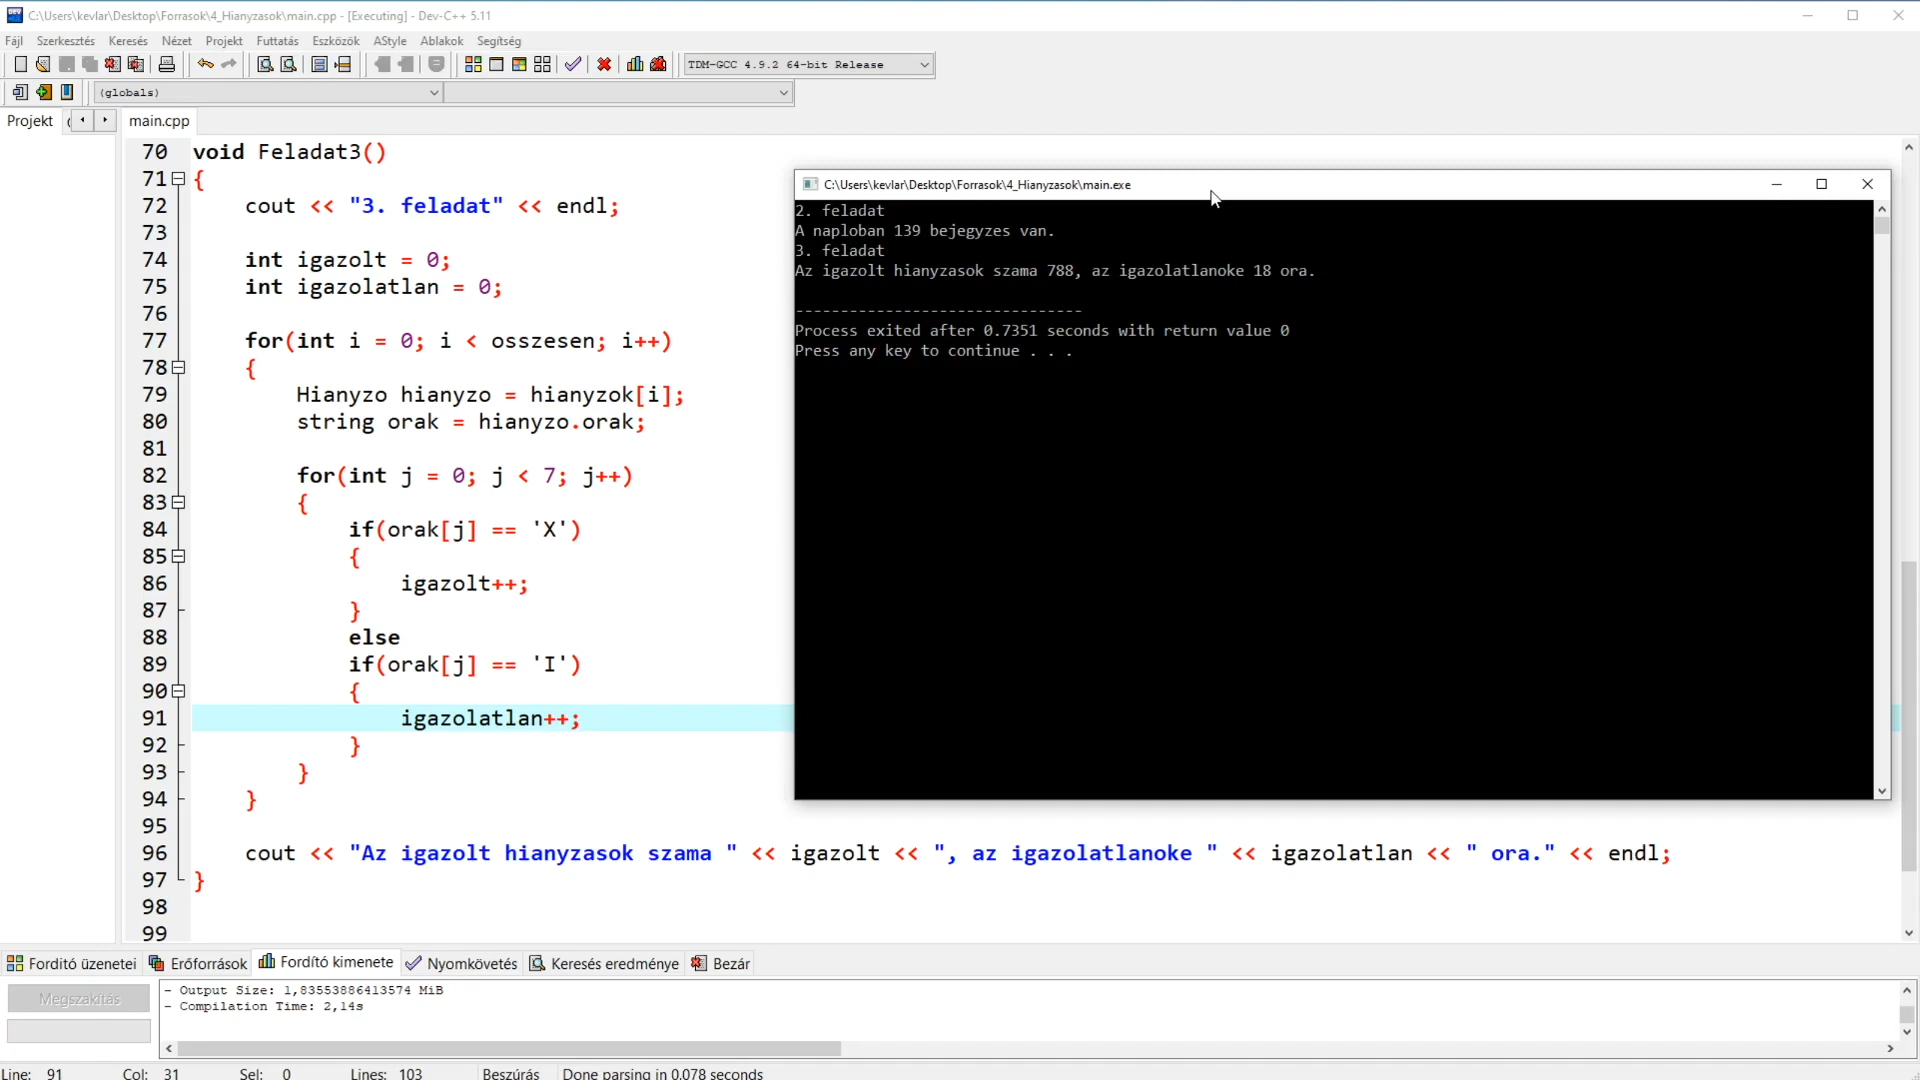 C:\Users\kevlar\Desktop\Forrasok\4_Hianyzasok\main.cpp - [Executing] - Dev-C++ 5.11
Fájl Szerkesztés Keresés Nézet Projekt Futtatás Eszközök AStyle Ablakok Segítség
TDM-GCC 4.9.2 64-bit Release
(globals)
Projekt
main.cpp
70 void Feladat3()
71 {
72 cout << "3. feladat" << endl;
73
74 int igazolt = 0;
75 int igazolatlan = 0;
76
77 for(int i = 0; i < osszesen; i++)
78 {
79 Hianyzo hianyzo = hianyzok[i];
80 string orak = hianyzo.orak;
81
82 for(int j = 0; j < 7; j++)
83 {
84 if(orak[j] == 'X')
85 {
86 igazolt++;
87 }
88 else
89 if(orak[j] == 'I')
90 {
91 igazolatlan++;
92 }
93 }
94 }
95
96 cout << "Az igazolt hianyzasok szama " << igazolt << ", az igazolatlanoke " << igazolatlan << " ora." << endl;
97 }
98
99
C:\Users\kevlar\Desktop\Forrasok\4_Hianyzasok\main.exe
2. feladat
A naploban 139 bejegyzes van.
3. feladat
Az igazolt hianyzasok szama 788, az igazolatlanoke 18 ora.
--------------------------------
Process exited after 0.7351 seconds with return value 0
Press any key to continue . . .
Fordító üzenetei Erőforrások Fordító kimenete Nyomkövetés Keresés eredménye Bezár
Megszakítás
- Output Size: 1,83553886413574 MiB
- Compilation Time: 2,14s
Line: 91 Col: 31 Sel: 0 Lines: 103 Beszúrás Done parsing in 0.078 seconds